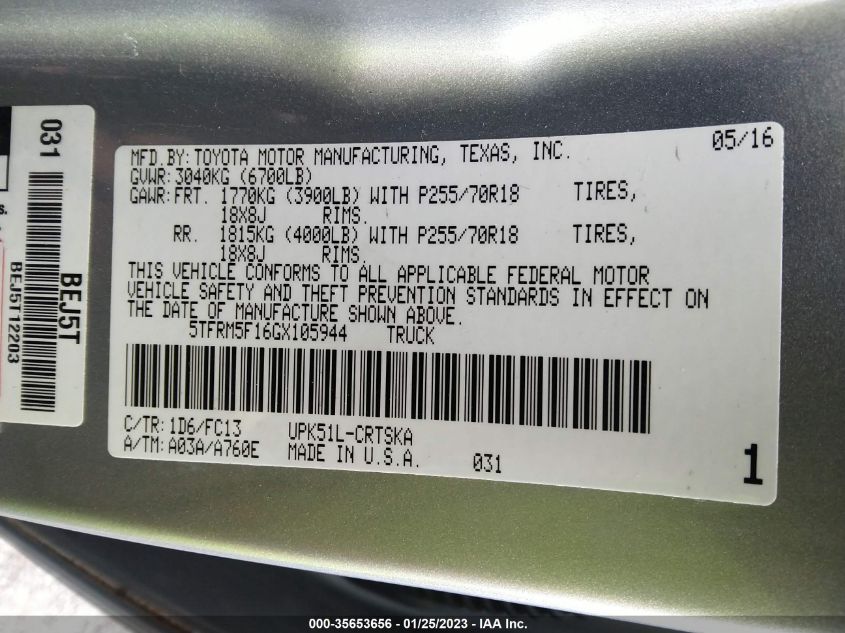 031
s.
BEJ5T
BEJ5T12203
MFD.BY:TOYOTA MOTOR MANUFACTURING, TEXAS, INC. 05/16
GVWR:3040KG (6700LB)
GAWR:FRT. 1770KG (3900LB) WITH P255/70R18 TIRES,
18X8J RIMS.
RR. 1815KG (4000LB) WITH P255/70R18 TIRES,
18X8J RIMS.
THIS VEHICLE CONFORMS TO ALL APPLICABLE FEDERAL MOTOR
VEHICLE SAFETY AND THEFT PREVENTION STANDARDS IN EFFECT ON
THE DATE OF MANUFACTURE SHOWN ABOVE.
5TFRM5F16GX105944 TRUCK
C/TR:1D6/FC13 UPK51L-CRTSKA
A/TM:A03A/A760E MADE IN U.S.A. 031 1
000-35653656 - 01/25/2023 - IAA Inc.